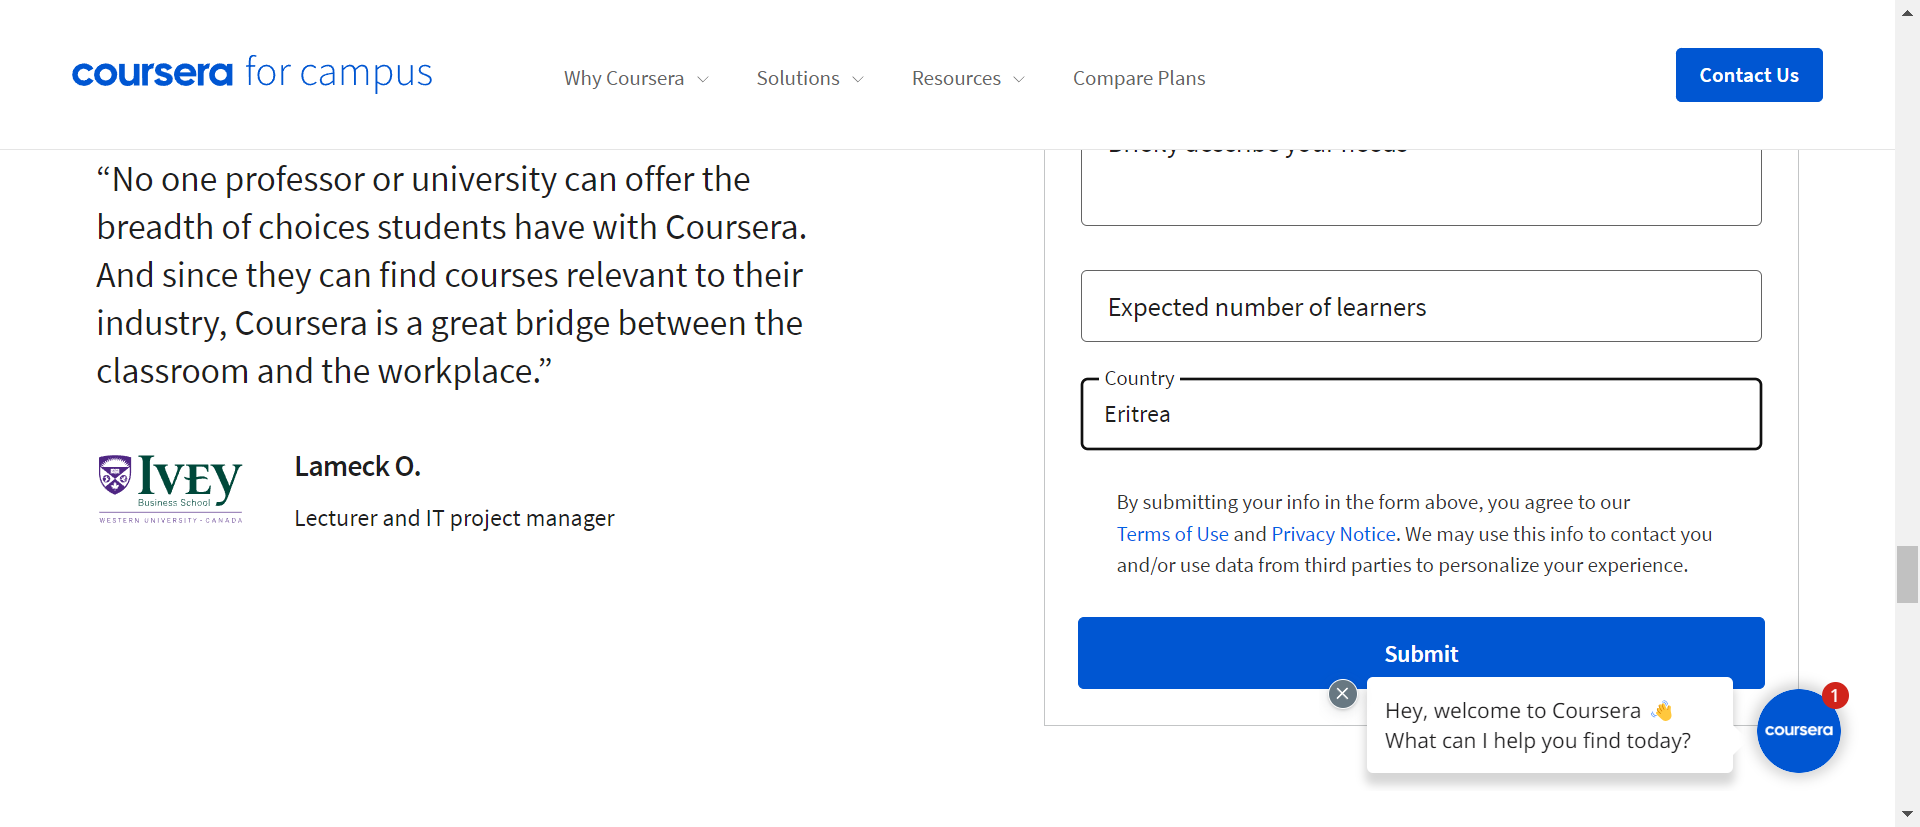 coursera for campus
Why Coursera
Solutions
Resources
Compare Plans
Contact Us
“No one professor or university can offer the
breadth of choices students have with Coursera.
And since they can find courses relevant to their
industry, Coursera is a great bridge between the
classroom and the workplace.”
IVEY
Business School
WESTERN UNIVERSITY · CANADA
Lameck O.
Lecturer and IT project manager
Briefly describe your needs
Expected number of learners
Country
Eritrea
By submitting your info in the form above, you agree to our
Terms of Use and Privacy Notice. We may use this info to contact you
and/or use data from third parties to personalize your experience.
Submit
Hey, welcome to Coursera 👋
What can I help you find today?
1
coursera